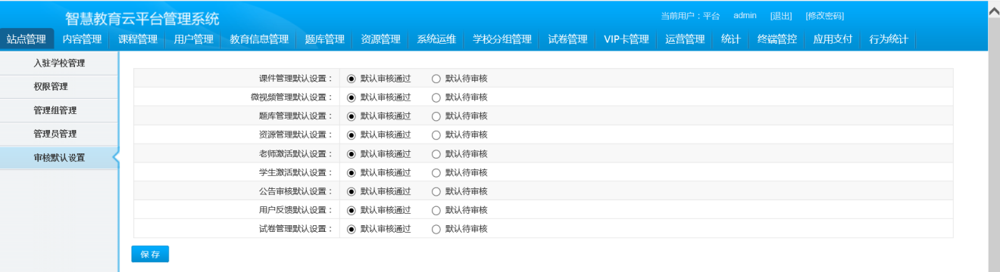 智慧教育云平台管理系统
当前用户：平台 admin [退出] [修改密码]
站点管理 内容管理 课程管理 用户管理 教育信息管理 题库管理 资源管理 系统运维 学校分组管理 试卷管理 VIP卡管理 运营管理 统计 终端管控 应用支付 行为统计
入驻学校管理
权限管理
管理组管理
管理员管理
审核默认设置
课件管理默认设置： 默认审核通过 默认待审核
微视频管理默认设置： 默认审核通过 默认待审核
题库管理默认设置： 默认审核通过 默认待审核
资源管理默认设置： 默认审核通过 默认待审核
老师激活默认设置： 默认审核通过 默认待审核
学生激活默认设置： 默认审核通过 默认待审核
公告审核默认设置： 默认审核通过 默认待审核
用户反馈默认设置： 默认审核通过 默认待审核
试卷管理默认设置： 默认审核通过 默认待审核
保存